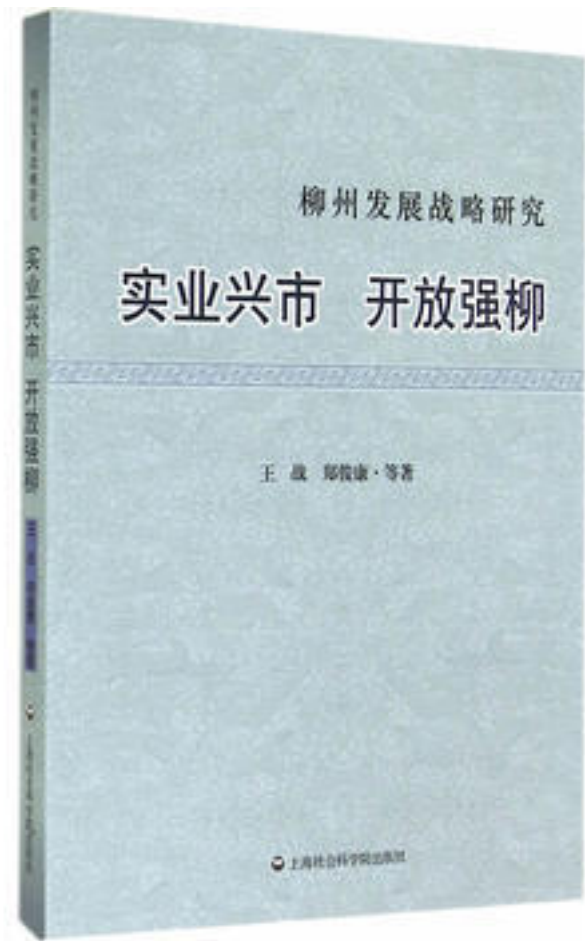 柳州发展战略研究
实业兴市 开放强柳
王 战 郑俊康·等著
上海社会科学院出版社
柳州发展战略研究
实业兴市 开放强柳